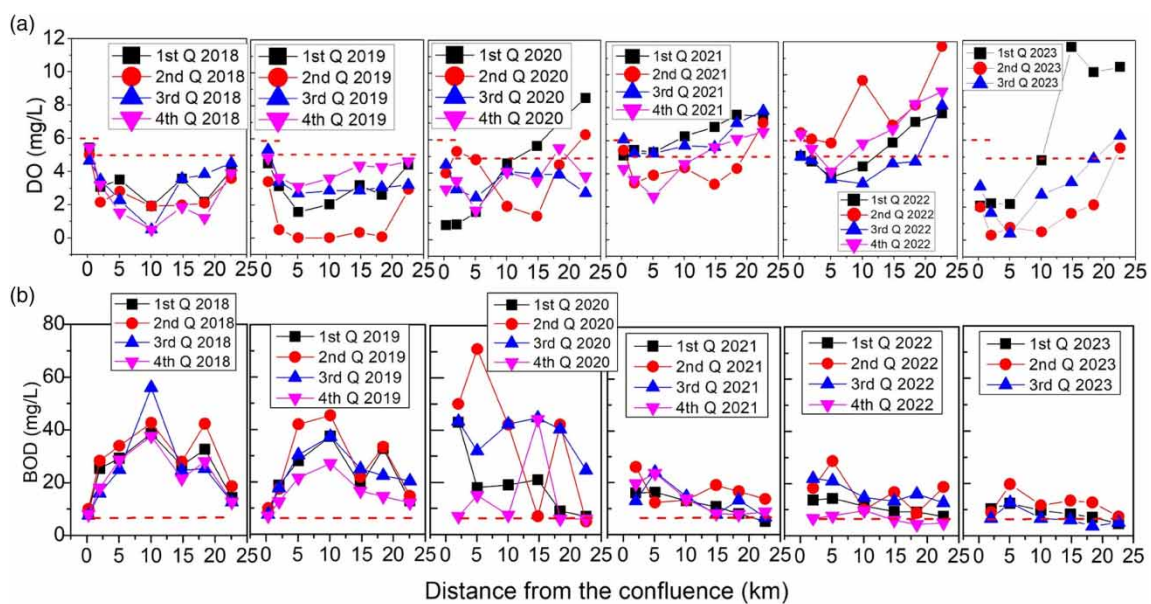 (a)
12
10
8
6
4
2
0
DO (mg/L)
1st Q 2018
2nd Q 2018
3rd Q 2018
4th Q 2018
1st Q 2019
2nd Q 2019
3rd Q 2019
4th Q 2019
1st Q 2020
2nd Q 2020
3rd Q 2020
4th Q 2020
1st Q 2021
2nd Q 2021
3rd Q 2021
4th Q 2021
1st Q 2022
2nd Q 2022
3rd Q 2022
4th Q 2022
1st Q 2023
2nd Q 2023
3rd Q 2023
0 5 10 15 20 25 0 5 10 15 20 25 0 5 10 15 20 25 0 5 10 15 20 25 0 5 10 15 20 25 0 5 10 15 20 25
(b)
80
60
40
20
0
BOD (mg/L)
1st Q 2018
2nd Q 2018
3rd Q 2018
4th Q 2018
1st Q 2019
2nd Q 2019
3rd Q 2019
4th Q 2019
1st Q 2020
2nd Q 2020
3rd Q 2020
4th Q 2020
1st Q 2021
2nd Q 2021
3rd Q 2021
4th Q 2021
1st Q 2022
2nd Q 2022
3rd Q 2022
4th Q 2022
1st Q 2023
2nd Q 2023
3rd Q 2023
0 5 10 15 20 25 0 5 10 15 20 25 0 5 10 15 20 25 0 5 10 15 20 25 0 5 10 15 20 25 0 5 10 15 20 25
Distance from the confluence (km)